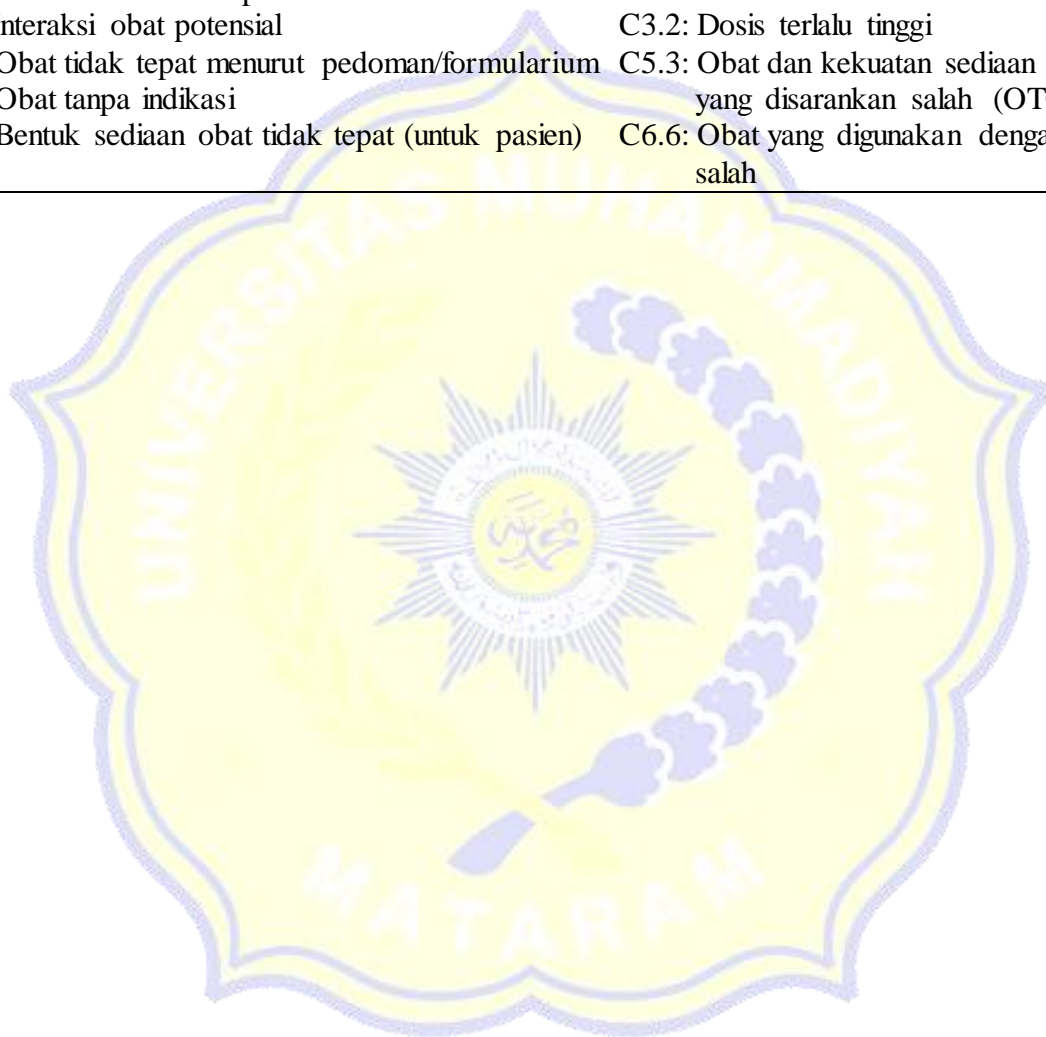 Interaksi obat potensial C3.2: Dosis terlalu tinggi
Obat tidak tepat menurut pedoman/formularium C5.3: Obat dan kekuatan sediaan
Obat tanpa indikasi yang disarankan salah (OT
Bentuk sediaan obat tidak tepat (untuk pasien) C6.6: Obat yang digunakan denga
salah
UNIVERSITAS MUHAMMADIYAH
MATARAM